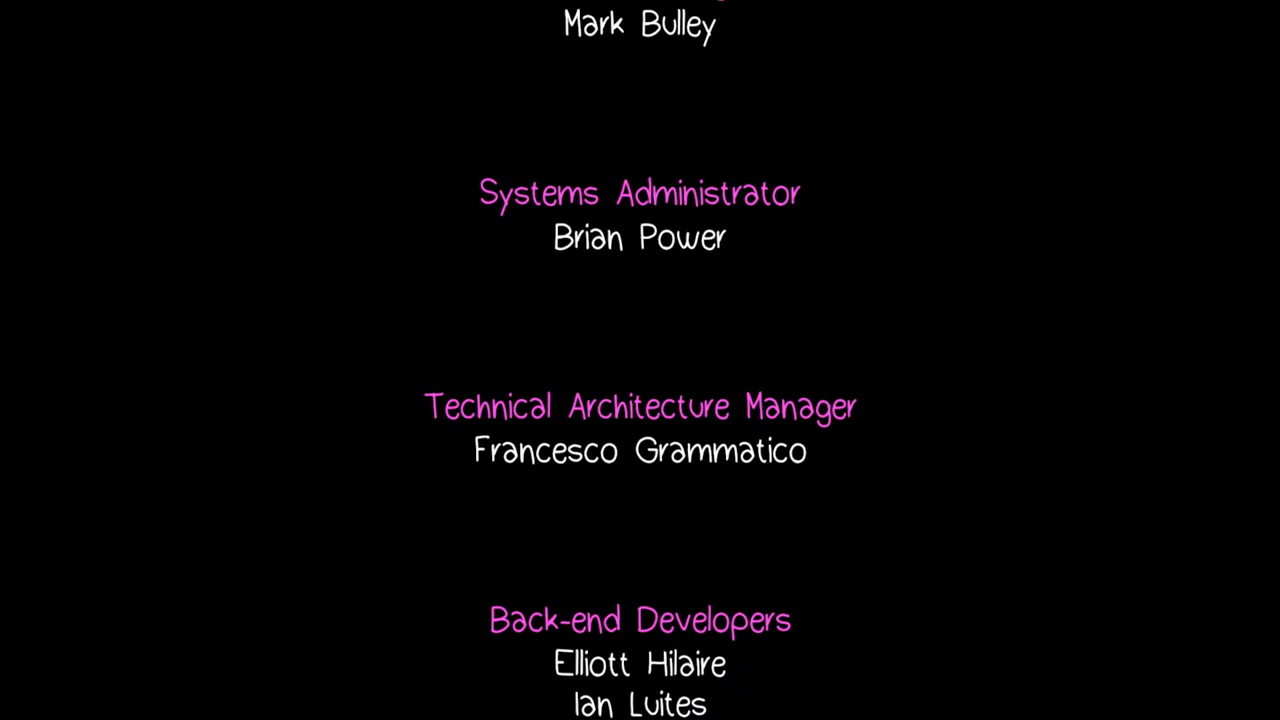 Mark Bulley
Systems Administrator
Brian Power
Technical Architecture Manager
Francesco Grammatico
Back-end Developers
Elliott Hilaire
Ian Luites